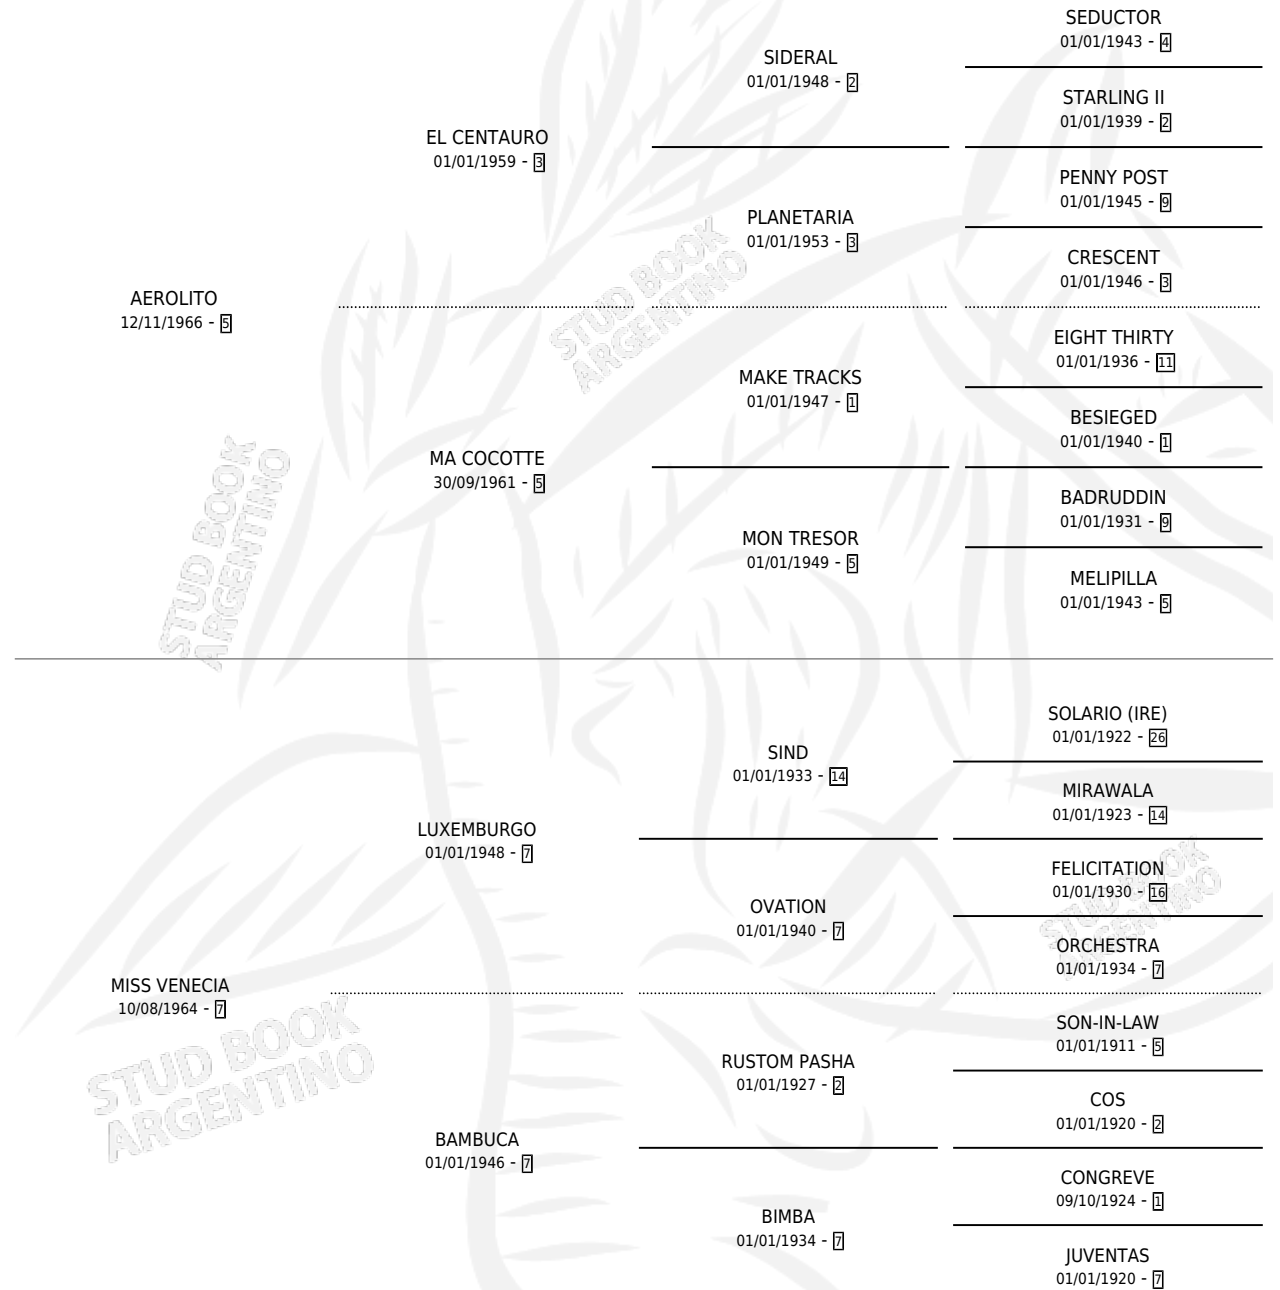 SEDUCTOR
01/01/1943 - 4
SIDERAL
01/01/1948 - 2
STARLING II
01/01/1939 - 2
EL CENTAURO
01/01/1959 - 3
PENNY POST
01/01/1945 - 9
PLANETARIA
01/01/1953 - 3
CRESCENT
01/01/1946 - 3
AEROLITO
12/11/1966 - 5
STUD BOOK
ARGENTINO
EIGHT THIRTY
01/01/1936 - 11
MAKE TRACKS
01/01/1947 - 1
BESIEGED
01/01/1940 - 1
MA COCOTTE
30/09/1961 - 5
BADRUDDIN
01/01/1931 - 9
MON TRESOR
01/01/1949 - 5
MELIPILLA
01/01/1943 - 5
STUD BOOK
ARGENTINO
SOLARIO (IRE)
01/01/1922 - 26
SIND
01/01/1933 - 14
MIRAWALA
01/01/1923 - 14
LUXEMBURGO
01/01/1948 - 7
FELICITATION
01/01/1930 - 16
OVATION
01/01/1940 - 7
STUD BOOK
ARGENTINO
ORCHESTRA
01/01/1934 - 7
MISS VENECIA
10/08/1964 - 7
STUD BOOK
ARGENTINO
SON-IN-LAW
01/01/1911 - 5
RUSTOM PASHA
01/01/1927 - 2
COS
01/01/1920 - 2
BAMBUCA
01/01/1946 - 7
CONGREVE
09/10/1924 - 1
BIMBA
01/01/1934 - 7
JUVENTAS
01/01/1920 - 7